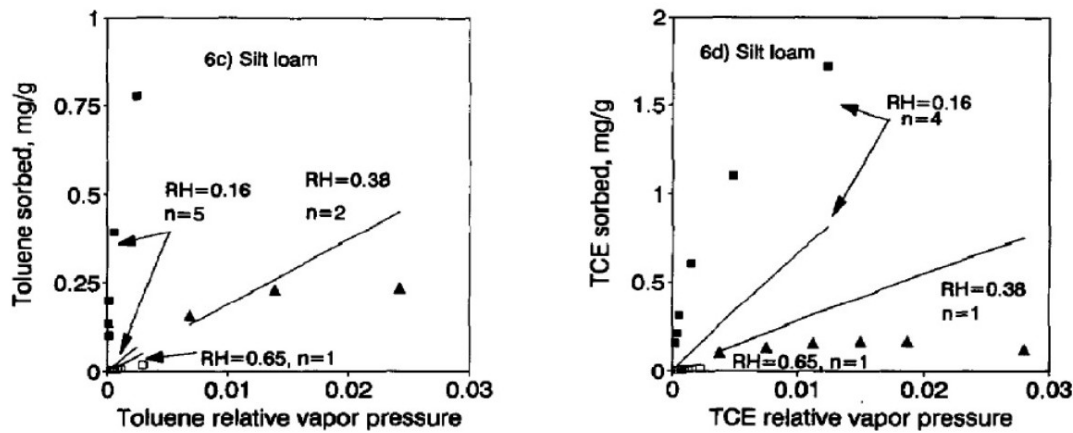 1
0.75
0.5
0.25
0
Toluene sorbed, mg/g
6c) Silt loam
RH=0.16
n=5
RH=0.38
n=2
RH=0.65, n=1
0 0.01 0.02 0.03
Toluene relative vapor pressure
2
1.5
1
0.5
0
TCE sorbed, mg/g
6d) Silt loam
RH=0.16
n=4
RH=0.38
n=1
RH=0.65, n=1
0 0.01 0.02 0.03
TCE relative vapor pressure